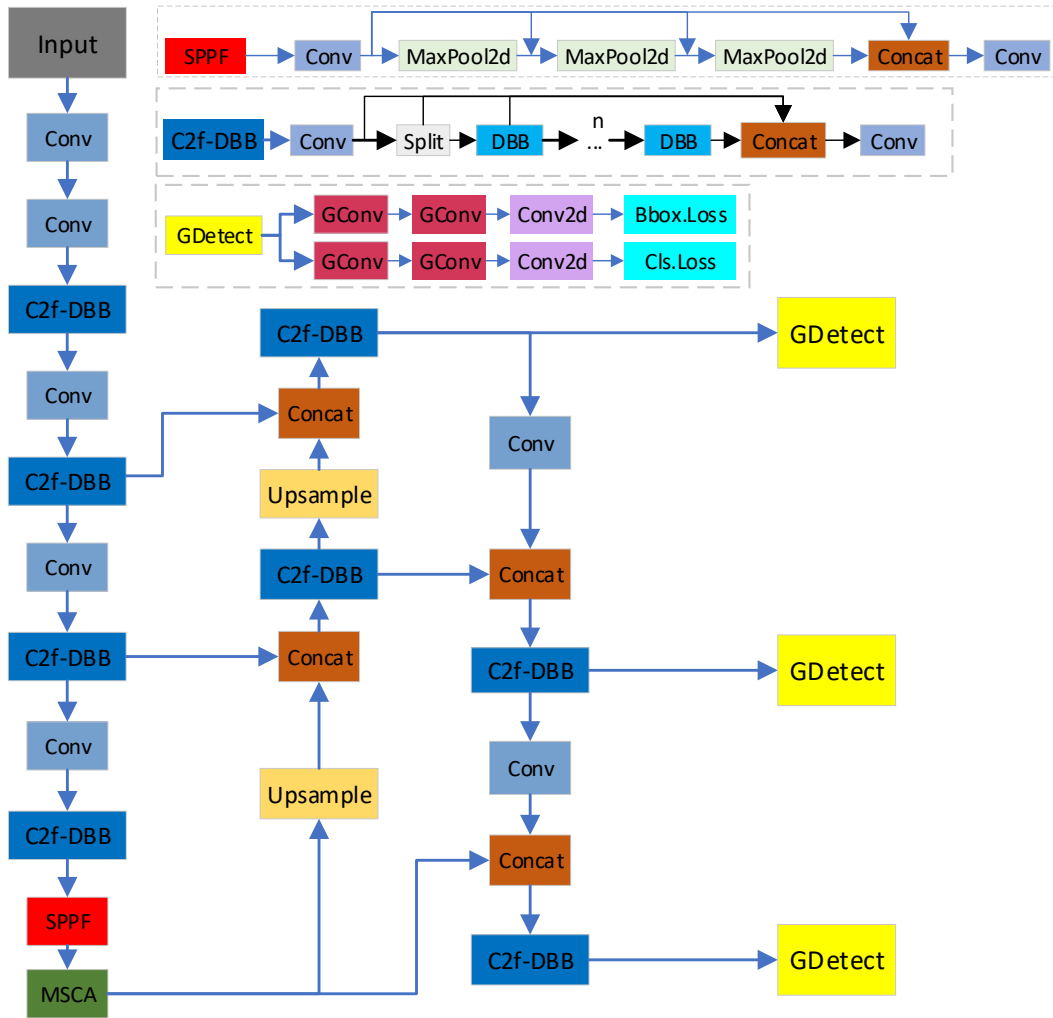 Input
SPPF Conv MaxPool2d MaxPool2d MaxPool2d Concat Conv
C2f-DBB Conv Split DBB n ... DBB Concat Conv
GDetect
GConv GConv Conv2d Bbox.Loss
GConv GConv Conv2d Cls.Loss
Conv
Conv
C2f-DBB
Conv
C2f-DBB
Conv
C2f-DBB
Conv
C2f-DBB
SPPF
MSCA
C2f-DBB
Concat
Upsample
C2f-DBB
Concat
Upsample
Conv
Concat
C2f-DBB
Conv
Concat
C2f-DBB
GDetect
GDetect
GDetect